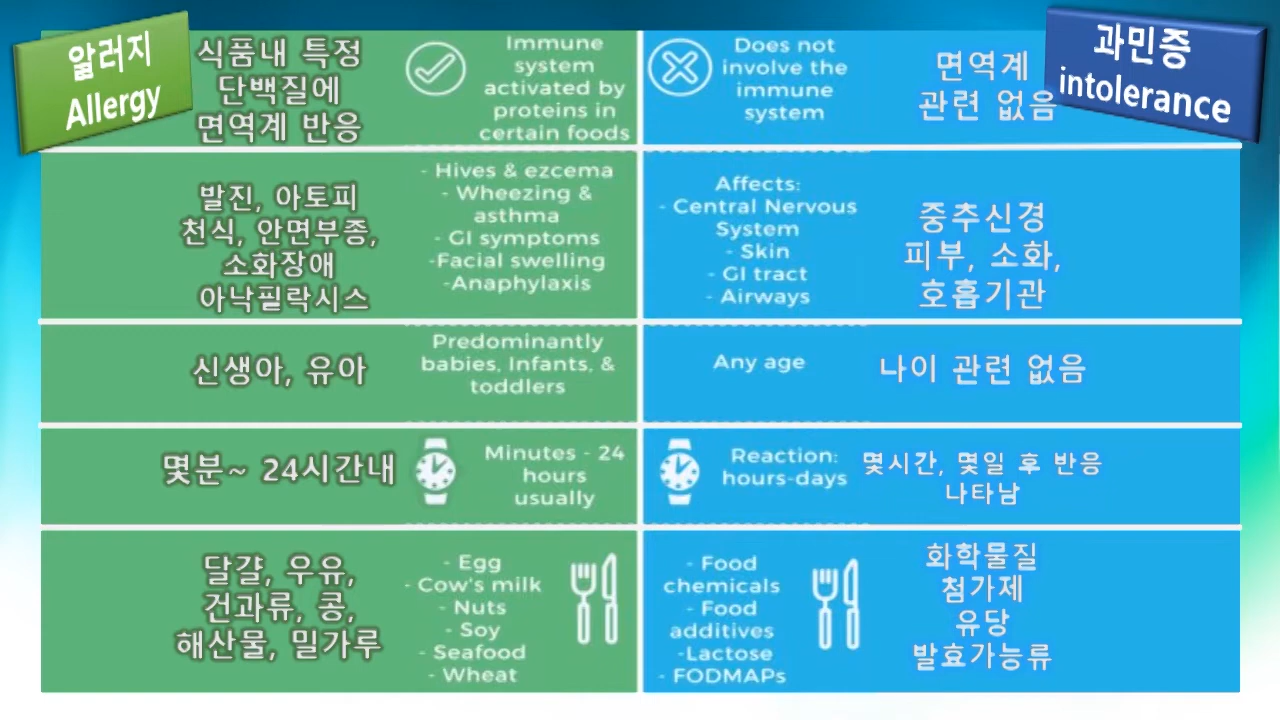 알러지
Allergy
식품내 특정
단백질에
면역계 반응
Immune
system
activated by
proteins in
certain foods
Does not
involve the
immune
system
면역계
관련 없음
과민증
intolerance
발진, 아토피
천식, 안면부종,
소화장애
아낙필락시스
- Hives & ezcema
- Wheezing &
asthma
- GI symptoms
-Facial swelling
-Anaphylaxis
Affects:
- Central Nervous
System
- Skin
- GI tract
- Airways
중추신경
피부, 소화,
호흡기관
신생아, 유아
Predominantly
babies, Infants, &
toddlers
Any age
나이 관련 없음
몇분~ 24시간내
Minutes - 24
hours
usually
Reaction:
hours-days
몇시간, 몇일 후 반응
나타남
달걀, 우유,
건과류, 콩,
해산물, 밀가루
- Egg
- Cow's milk
- Nuts
- Soy
- Seafood
- Wheat
- Food
chemicals
- Food
additives
-Lactose
- FODMAPs
화학물질
첨가제
유당
발효가능류